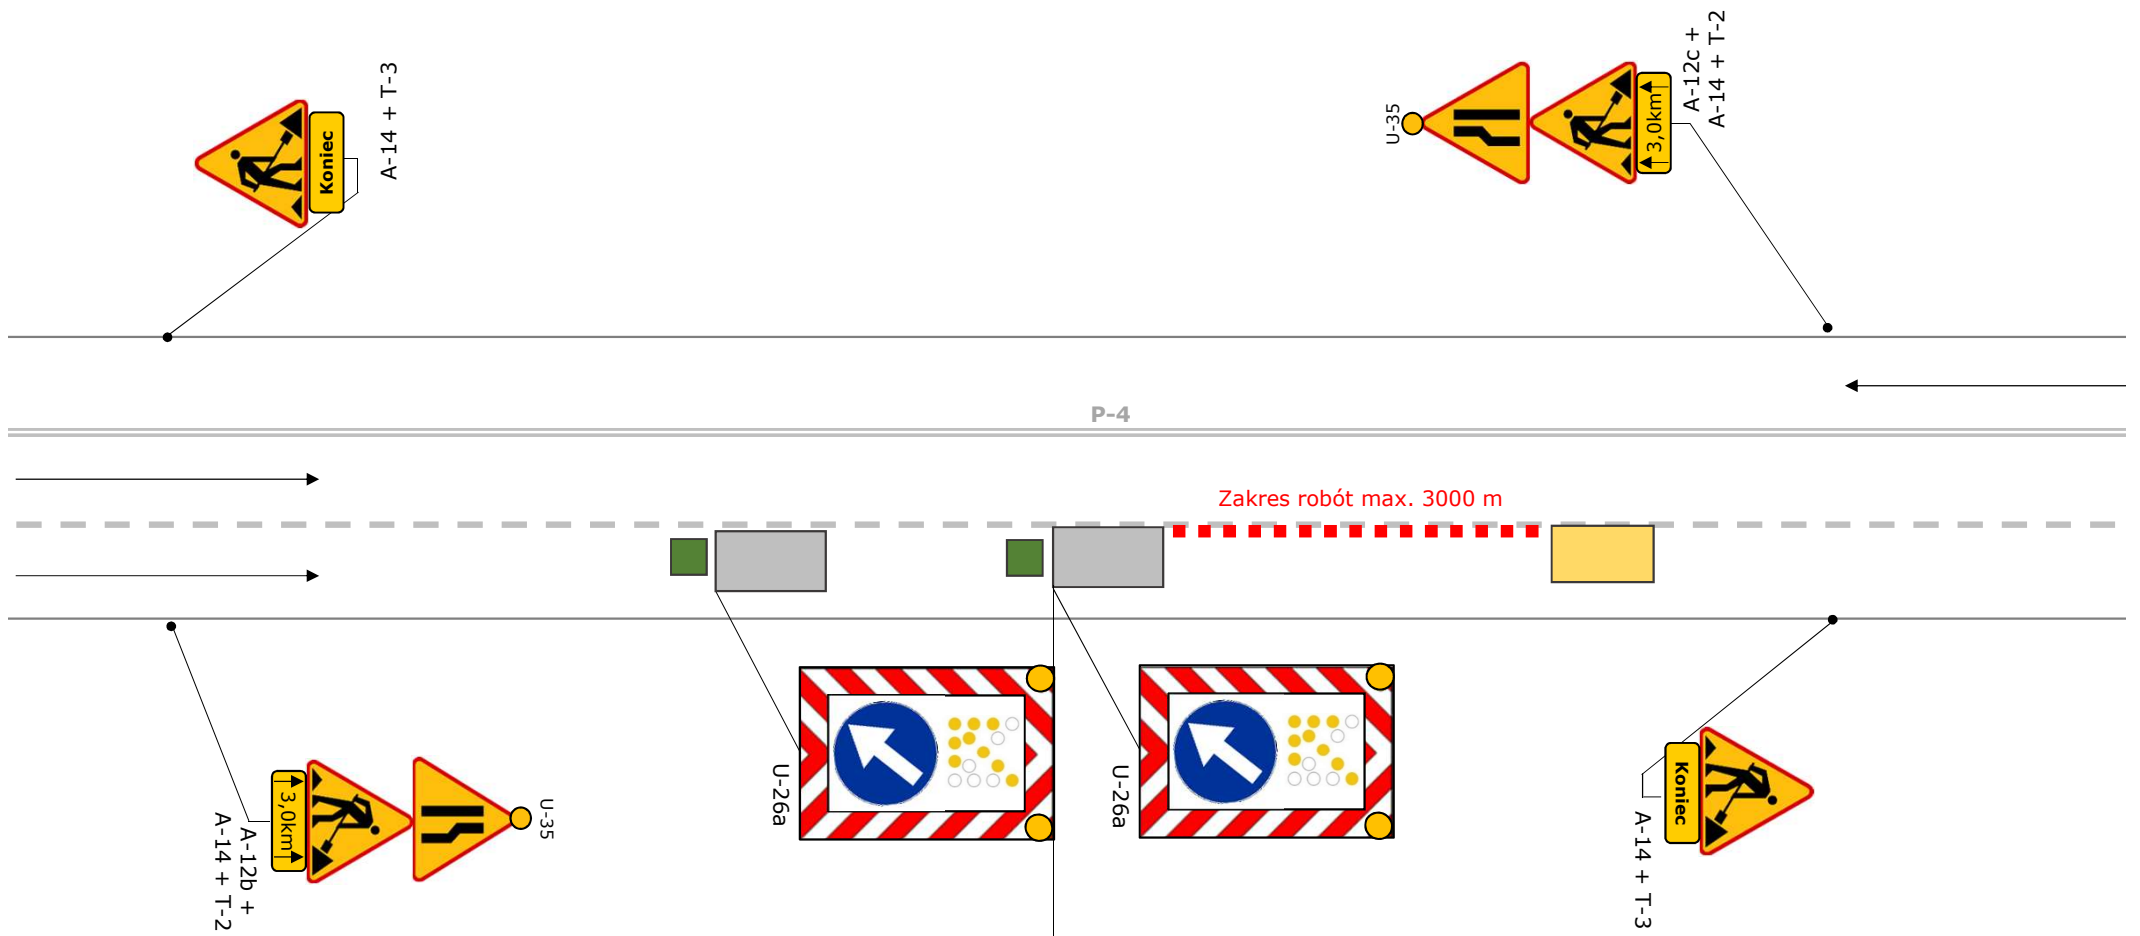 A-14 + T-3
Koniec
U-35
A-12c +
A-14 + T-2
3,0km
P-4
Zakres robót max. 3000 m
3,0km
A-12b +
A-14 + T-2
U-35
U-26a
U-26a
Koniec
A-14 + T-3